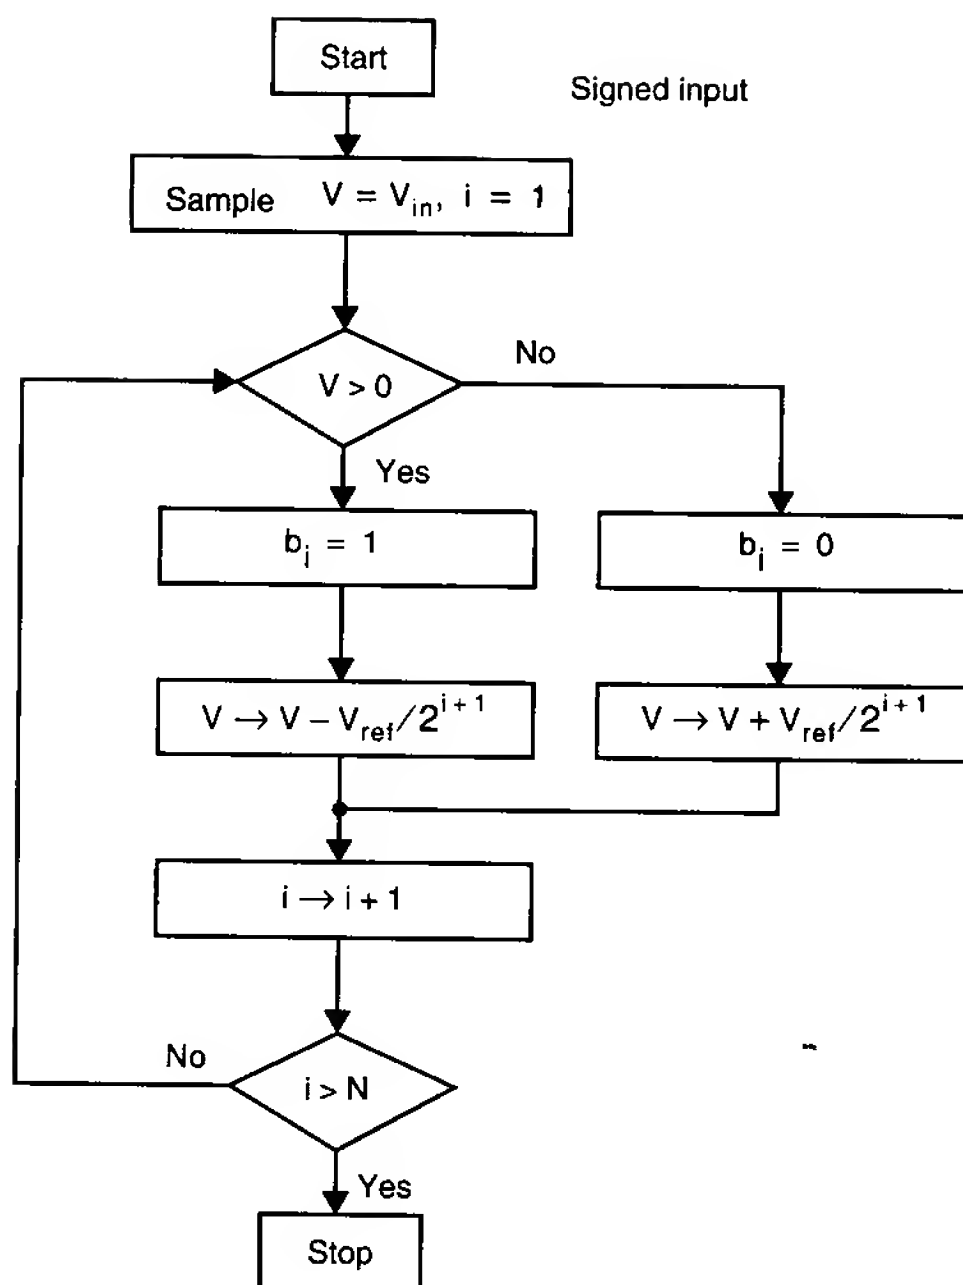 Start
Signed input
Sample V = V_in, i = 1
V > 0
No
Yes
b_i = 1
b_i = 0
V → V − V_ref/2^{i+1}
V → V + V_ref/2^{i+1}
i → i + 1
No
i > N
Yes
Stop